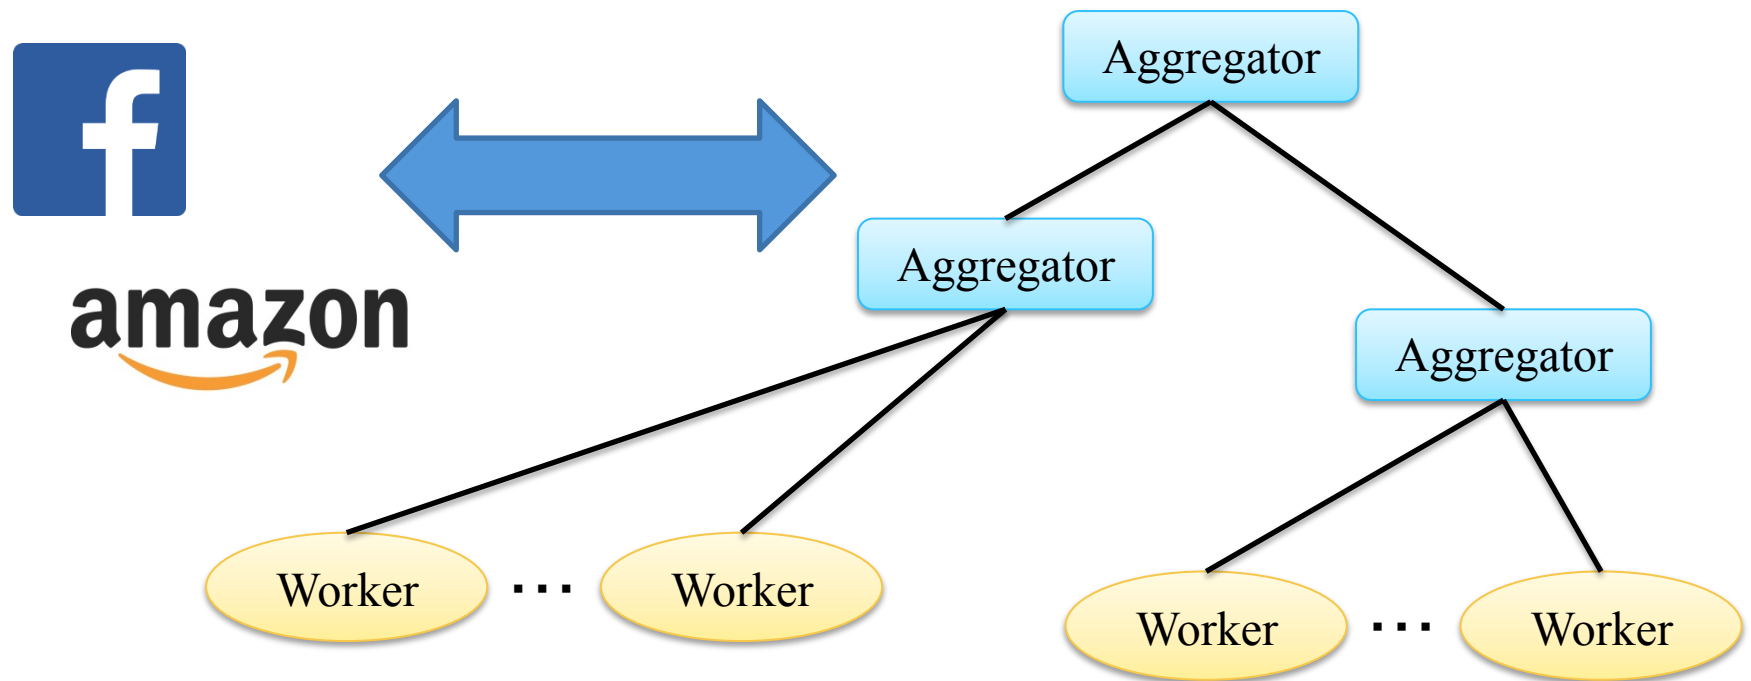 Aggregator
f
amazon
Aggregator
Aggregator
Worker ... Worker
Worker ... Worker